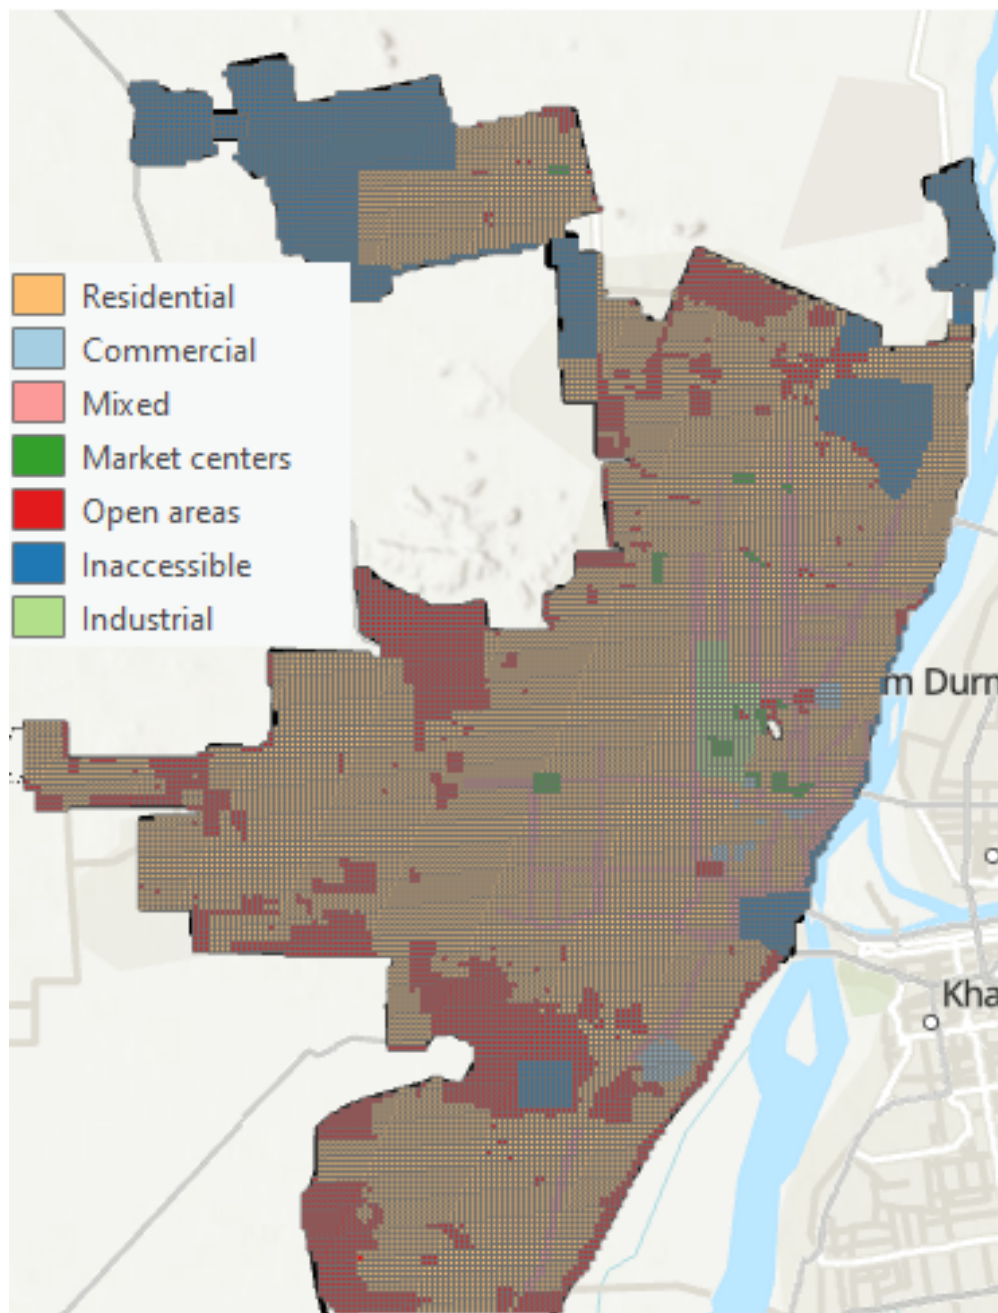 Residential
Commercial
Mixed
Market centers
Open areas
Inaccessible
Industrial
m Durm
Kha